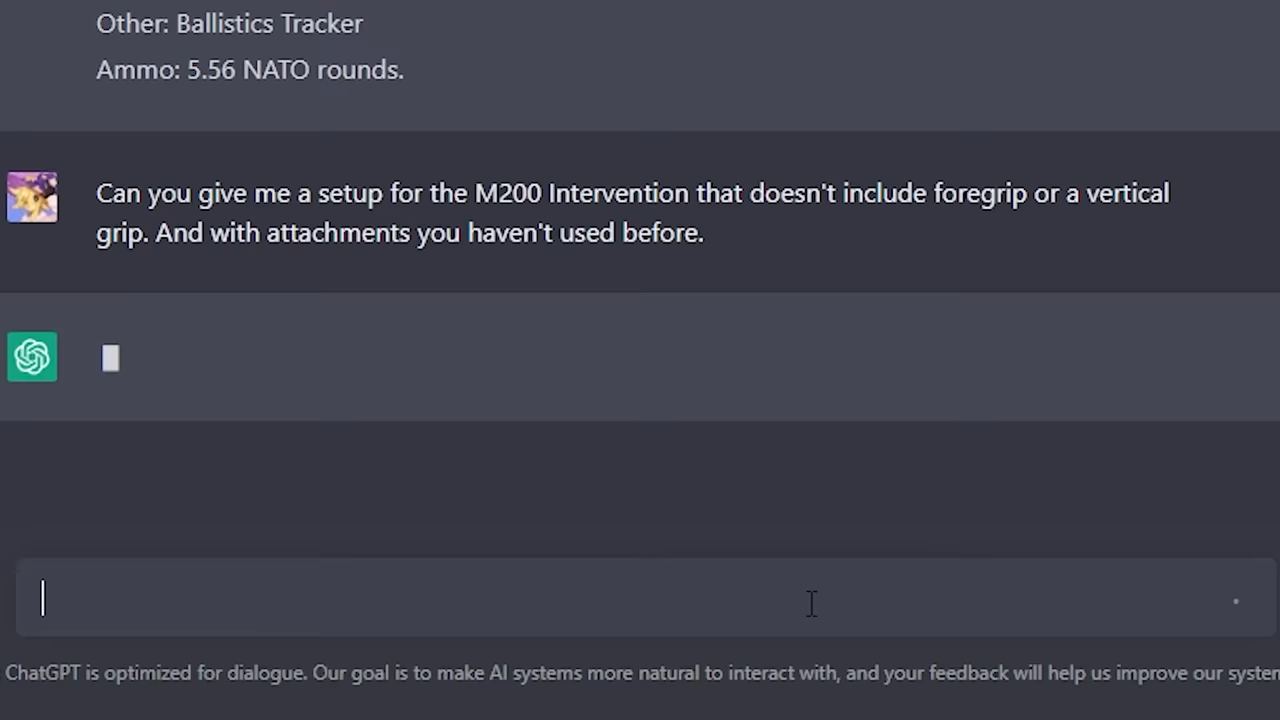 Other: Ballistics Tracker
Ammo: 5.56 NATO rounds.
Can you give me a setup for the M200 Intervention that doesn't include foregrip or a vertical
grip. And with attachments you haven't used before.
ChatGPT is optimized for dialogue. Our goal is to make AI systems more natural to interact with, and your feedback will help us improve our system